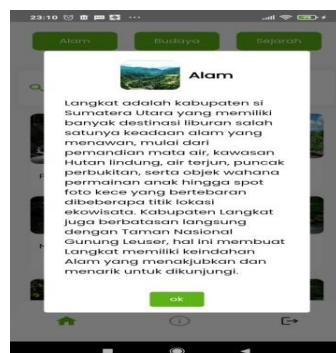 23:10
Alam Budaya Sejarah
Alam
Langkat adalah kabupaten si
Sumatera Utara yang memiliki
banyak destinasi liburan salah
satunya keadaan alam yang
menawan, mulai dari
pemandian mata air, kawasan
Hutan lindung, air terjun, puncak
perbukitan, serta objek wahana
permainan anak hingga spot
foto kece yang bertebaran
dibeberapa titik lokasi
ekowisata. Kabupaten Langkat
juga berbatasan langsung
dengan Taman Nasional
Gunung Leuser, hal ini membuat
Langkat memiliki keindahan
Alam yang menakjubkan dan
menarik untuk dikunjungi.
ok